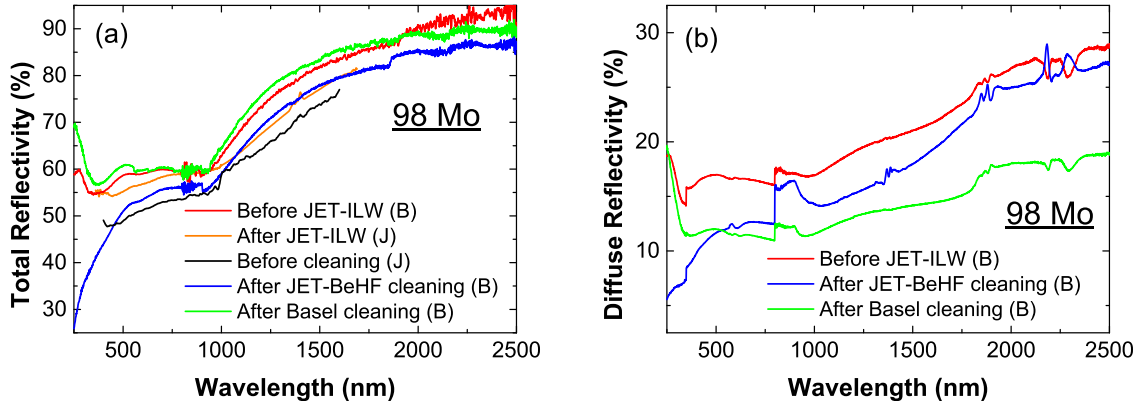 (a)
Total Reflectivity (%)
90
80
70
60
50
40
30
98 Mo
Before JET-ILW (B)
After JET-ILW (J)
Before cleaning (J)
After JET-BeHF cleaning (B)
After Basel cleaning (B)
500 1000 1500 2000 2500
Wavelength (nm)
(b)
Diffuse Reflectivity (%)
30
20
10
98 Mo
Before JET-ILW (B)
After JET-BeHF cleaning (B)
After Basel cleaning (B)
500 1000 1500 2000 2500
Wavelength (nm)